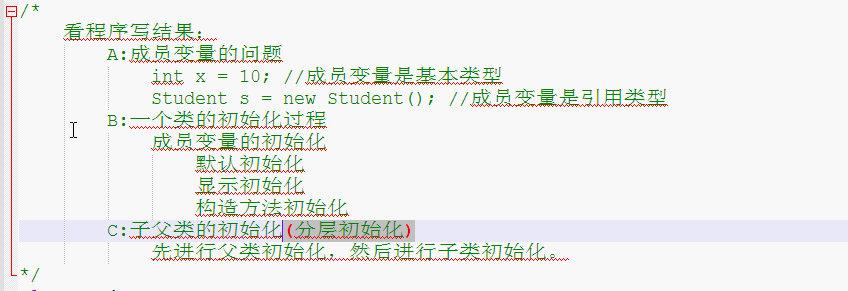 /*
看程序写结果:
A:成员变量的问题
int x = 10; //成员变量是基本类型
Student s = new Student(); //成员变量是引用类型
B:一个类的初始化过程
成员变量的初始化
默认初始化
显示初始化
构造方法初始化
C:子父类的初始化(分层初始化)
先进行父类初始化，然后进行子类初始化。
*/